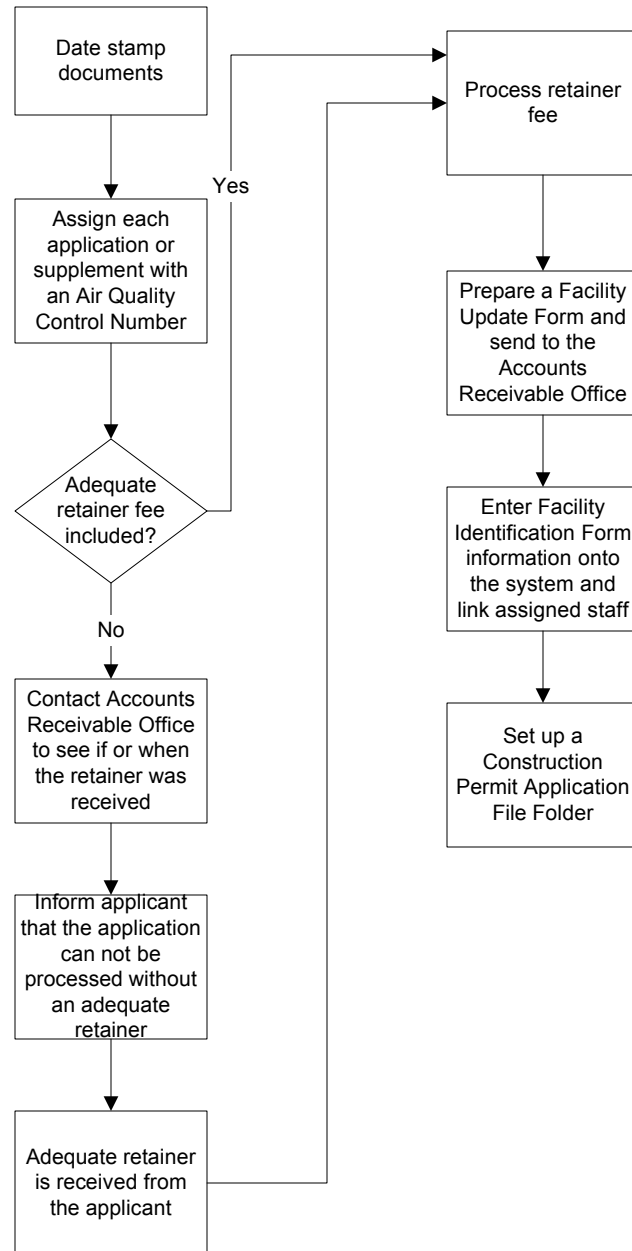 Date stamp
documents
Assign each
application or
supplement with
an Air Quality
Control Number
Adequate
retainer fee
included?
Yes
No
Contact Accounts
Receivable Office
to see if or when
the retainer was
received
Inform applicant
that the application
can not be
processed without
an adequate
retainer
Adequate retainer
is received from
the applicant
Process retainer
fee
Prepare a Facility
Update Form and
send to the
Accounts
Receivable Office
Enter Facility
Identification Form
information onto
the system and
link assigned staff
Set up a
Construction
Permit Application
File Folder